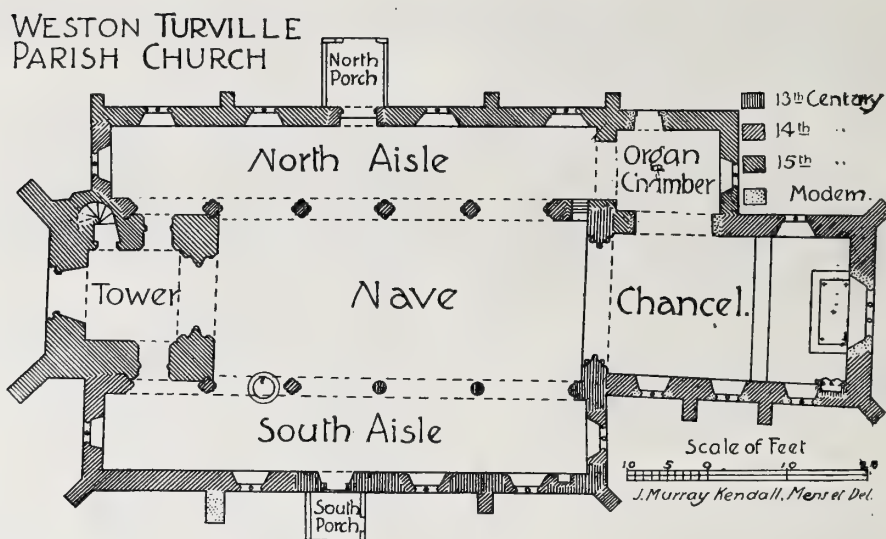 WESTON TURVILLE
PARISH CHURCH
North
Porch
13th Century
14th "
15th "
Modern.
North Aisle
Organ
Chamber
Tower
Nave
Chancel.
South Aisle
South
Porch
Scale of Feet
10 5 0 10
J. Murray Kendall, Mens et Del.